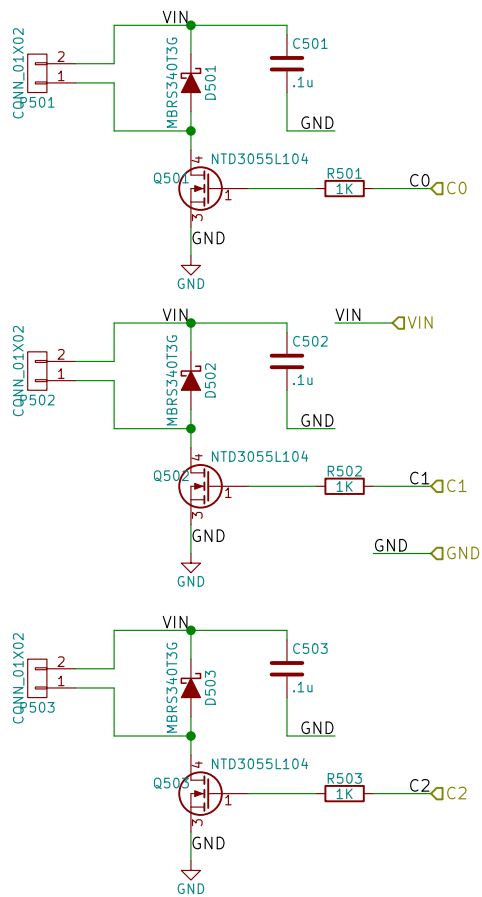 VIN
CONN_01X02
2
1
P501
MBRS340T3G
D501
C501
.1u
GND
4
NTD3055L104
Q501
1
3
R501
1K
C0
C0
GND
GND
VIN
CONN_01X02
2
1
P502
MBRS340T3G
D502
C502
.1u
GND
VIN
VIN
4
NTD3055L104
Q502
1
3
R502
1K
C1
C1
GND
GND
GND
GND
VIN
CONN_01X02
2
1
P503
MBRS340T3G
D503
C503
.1u
GND
4
NTD3055L104
Q503
1
3
R503
1K
C2
C2
GND
GND